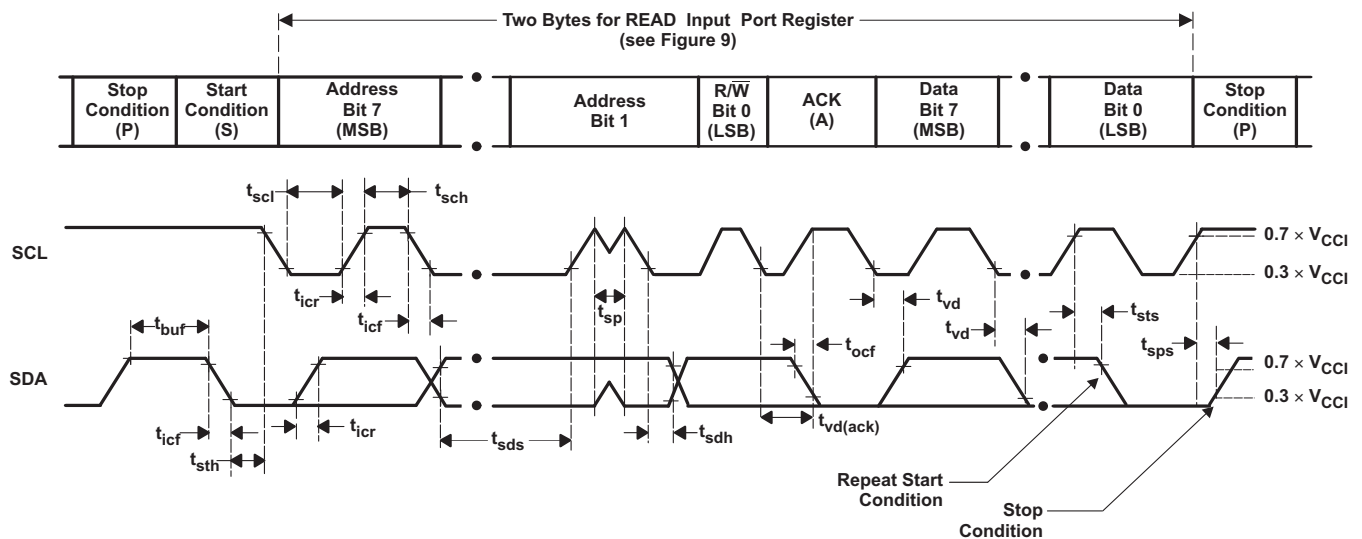 Two Bytes for READ Input Port Register
(see Figure 9)
Stop
Condition
(P)
Start
Condition
(S)
Address
Bit 7
(MSB)
Address
Bit 1
R/W̅
Bit 0
(LSB)
ACK
(A)
Data
Bit 7
(MSB)
Data
Bit 0
(LSB)
Stop
Condition
(P)
tscl
tsch
SCL
0.7 × VCCI
0.3 × VCCI
ticr
ticf
tsp
tvd
tvd
tsts
tbuf
tocf
tsps
SDA
0.7 × VCCI
0.3 × VCCI
ticf
ticr
tsth
tsds
tsdh
tvd(ack)
Repeat Start
Condition
Stop
Condition